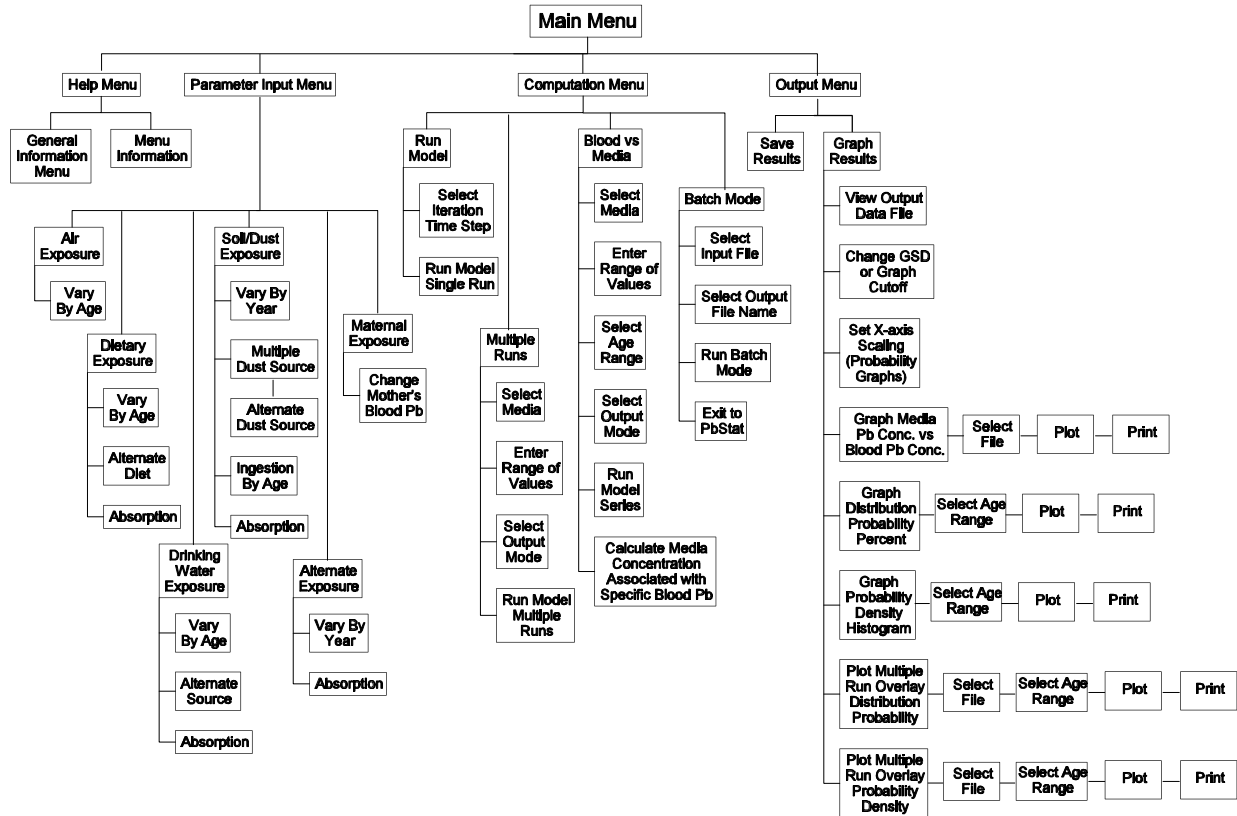 Main Menu
Help Menu
Parameter Input Menu
Computation Menu
Output Menu
General
Information
Menu
Menu
Information
Air
Exposure
Vary
By Age
Dietary
Exposure
Vary
By Age
Alternate
Diet
Absorption
Drinking
Water
Exposure
Vary
By Age
Alternate
Source
Absorption
Soil/Dust
Exposure
Vary By
Year
Multiple
Dust Source
Alternate
Dust Source
Ingestion
By Age
Absorption
Alternate
Exposure
Vary By
Year
Absorption
Maternal
Exposure
Change
Mother's
Blood Pb
Run
Model
Select
Iteration
Time Step
Run Model
Single Run
Multiple
Runs
Select
Media
Enter
Range of
Values
Select
Output
Mode
Run Model
Multiple
Runs
Blood vs
Media
Select
Media
Enter
Range of
Values
Select
Age
Range
Select
Output
Mode
Run
Model
Series
Calculate Media
Concentration
Associated with
Specific Blood Pb
Batch Mode
Select
Input File
Select Output
File Name
Run Batch
Mode
Exit to
PbStat
Save
Results
Graph
Results
View Output
Data File
Change GSD
or Graph
Cutoff
Set X-axis
Scaling
(Probability
Graphs)
Graph Media
Pb Conc. vs
Blood Pb Conc.
Select
File
Plot
Print
Graph
Distribution
Probability
Percent
Select Age
Range
Plot
Print
Graph
Probability
Density
Histogram
Select Age
Range
Plot
Print
Plot Multiple
Run Overlay
Distribution
Probability
Select
File
Select Age
Range
Plot
Print
Plot Multiple
Run Overlay
Probability
Density
Select
File
Select Age
Range
Plot
Print